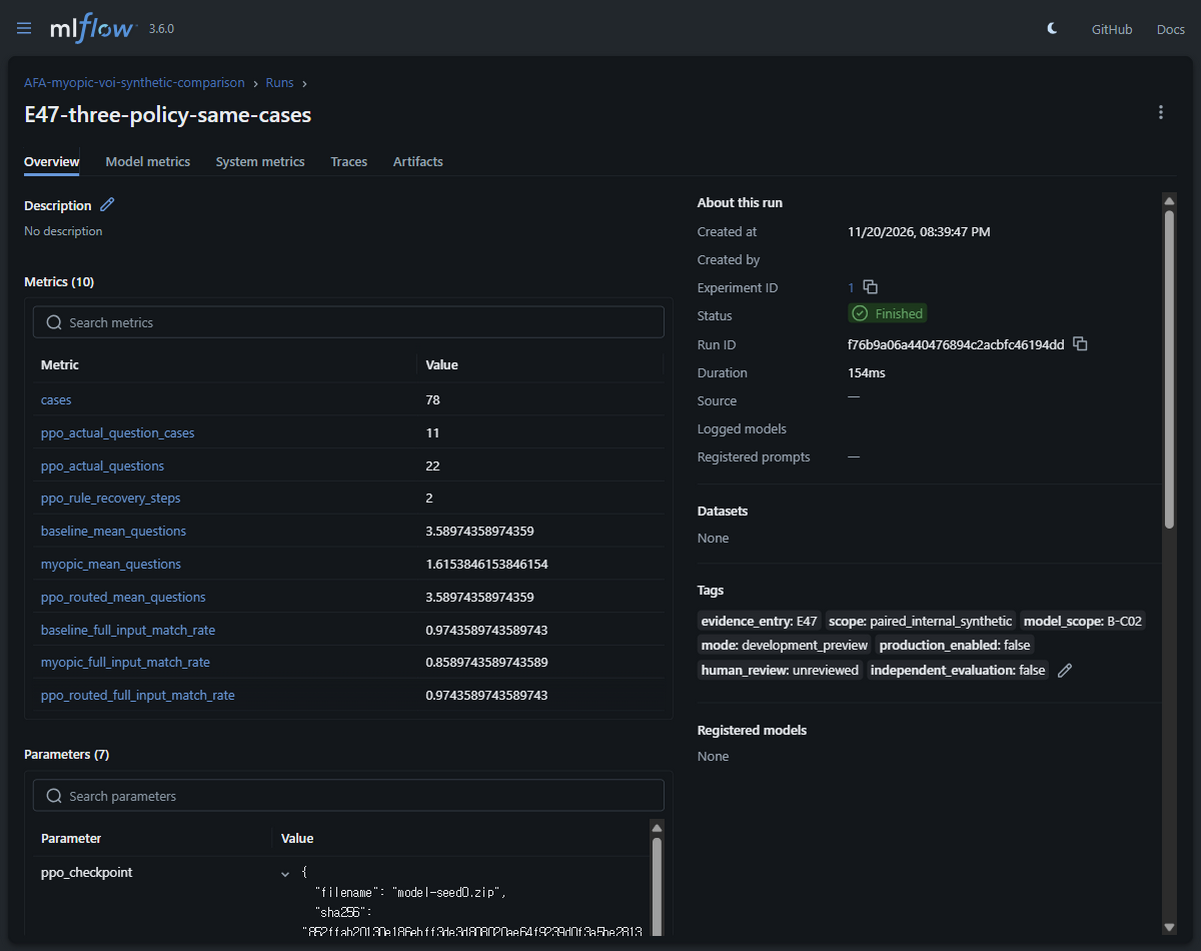 mlflow 3.6.0
GitHub
Docs
AFA-myopic-voi-synthetic-comparison › Runs ›
E47-three-policy-same-cases
Overview
Model metrics
System metrics
Traces
Artifacts
Description
No description
Metrics (10)
Search metrics
Metric Value
cases 78
ppo_actual_question_cases 11
ppo_actual_questions 22
ppo_rule_recovery_steps 2
baseline_mean_questions 3.58974358974359
myopic_mean_questions 1.6153846153846154
ppo_routed_mean_questions 3.58974358974359
baseline_full_input_match_rate 0.9743589743589743
myopic_full_input_match_rate 0.8589743589743589
ppo_routed_full_input_match_rate 0.9743589743589743
Parameters (7)
Search parameters
Parameter Value
ppo_checkpoint {
"filename": "model-seed0.zip",
"sha256":
About this run
Created at 11/20/2026, 08:39:47 PM
Created by
Experiment ID 1
Status Finished
Run ID f76b9a06a440476894c2acbfc46194dd
Duration 154ms
Source —
Logged models
Registered prompts —
Datasets
None
Tags
evidence_entry: E47 scope: paired_internal_synthetic model_scope: B-C02
mode: development_preview production_enabled: false
human_review: unreviewed independent_evaluation: false
Registered models
None